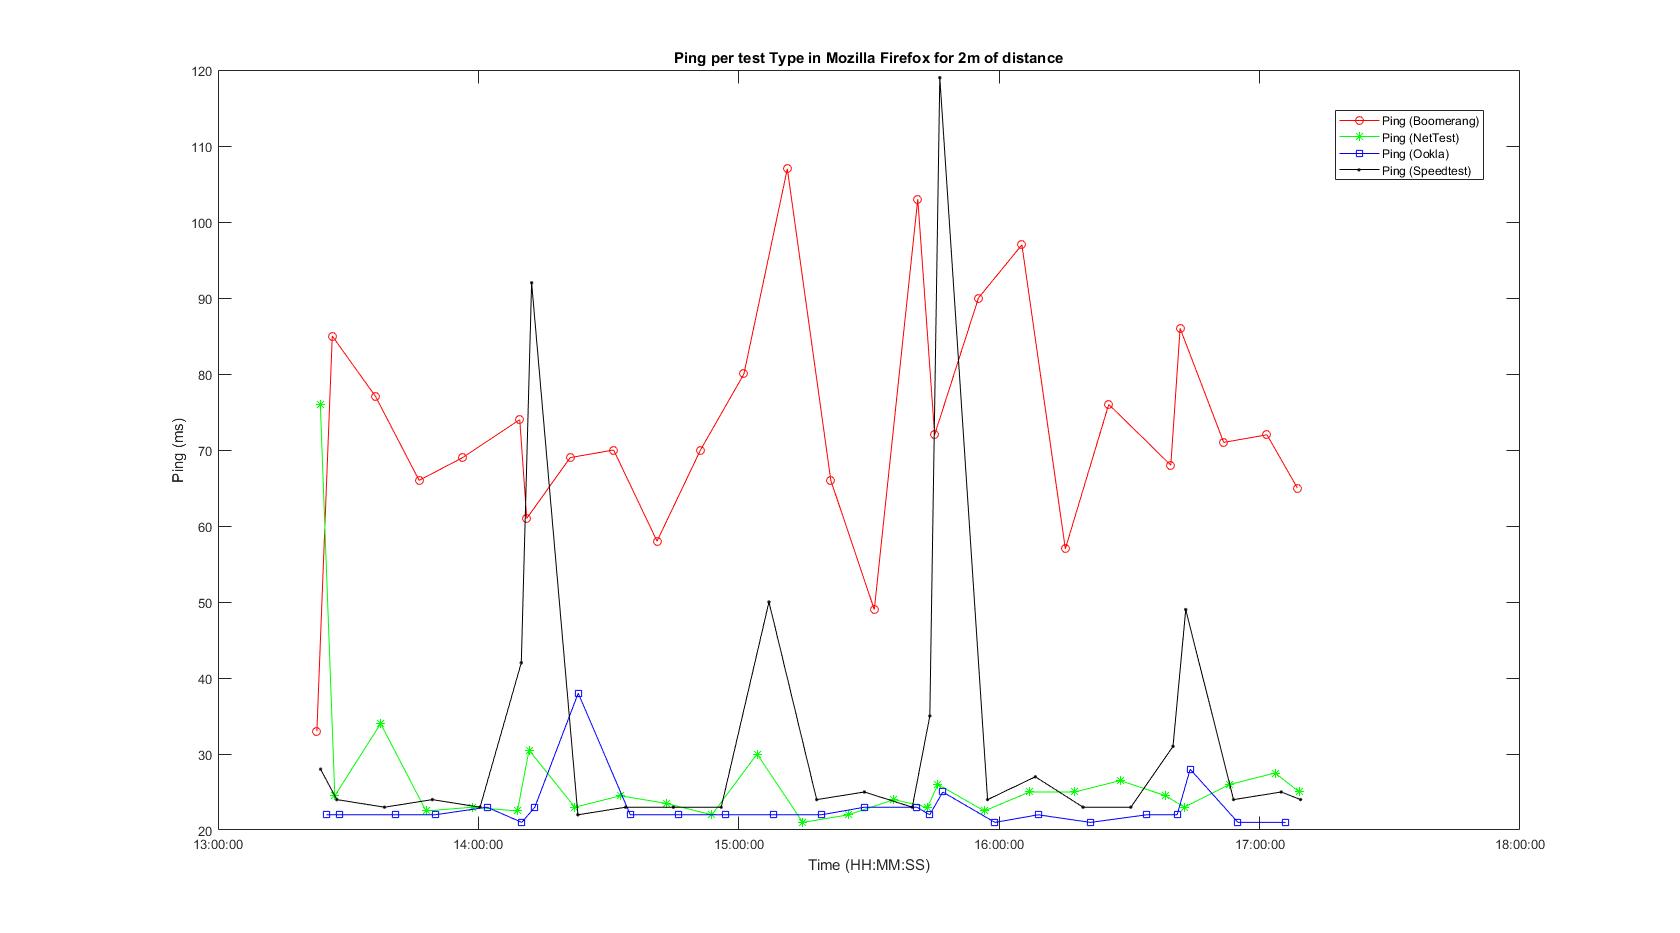 Ping per test Type in Mozilla Firefox for 2m of distance
120
110
100
90
80
70
60
50
40
30
20
Ping (ms)
Ping (Boomerang)
Ping (NetTest)
Ping (Ookla)
Ping (Speedtest)
13:00:00 14:00:00 15:00:00 16:00:00 17:00:00 18:00:00
Time (HH:MM:SS)